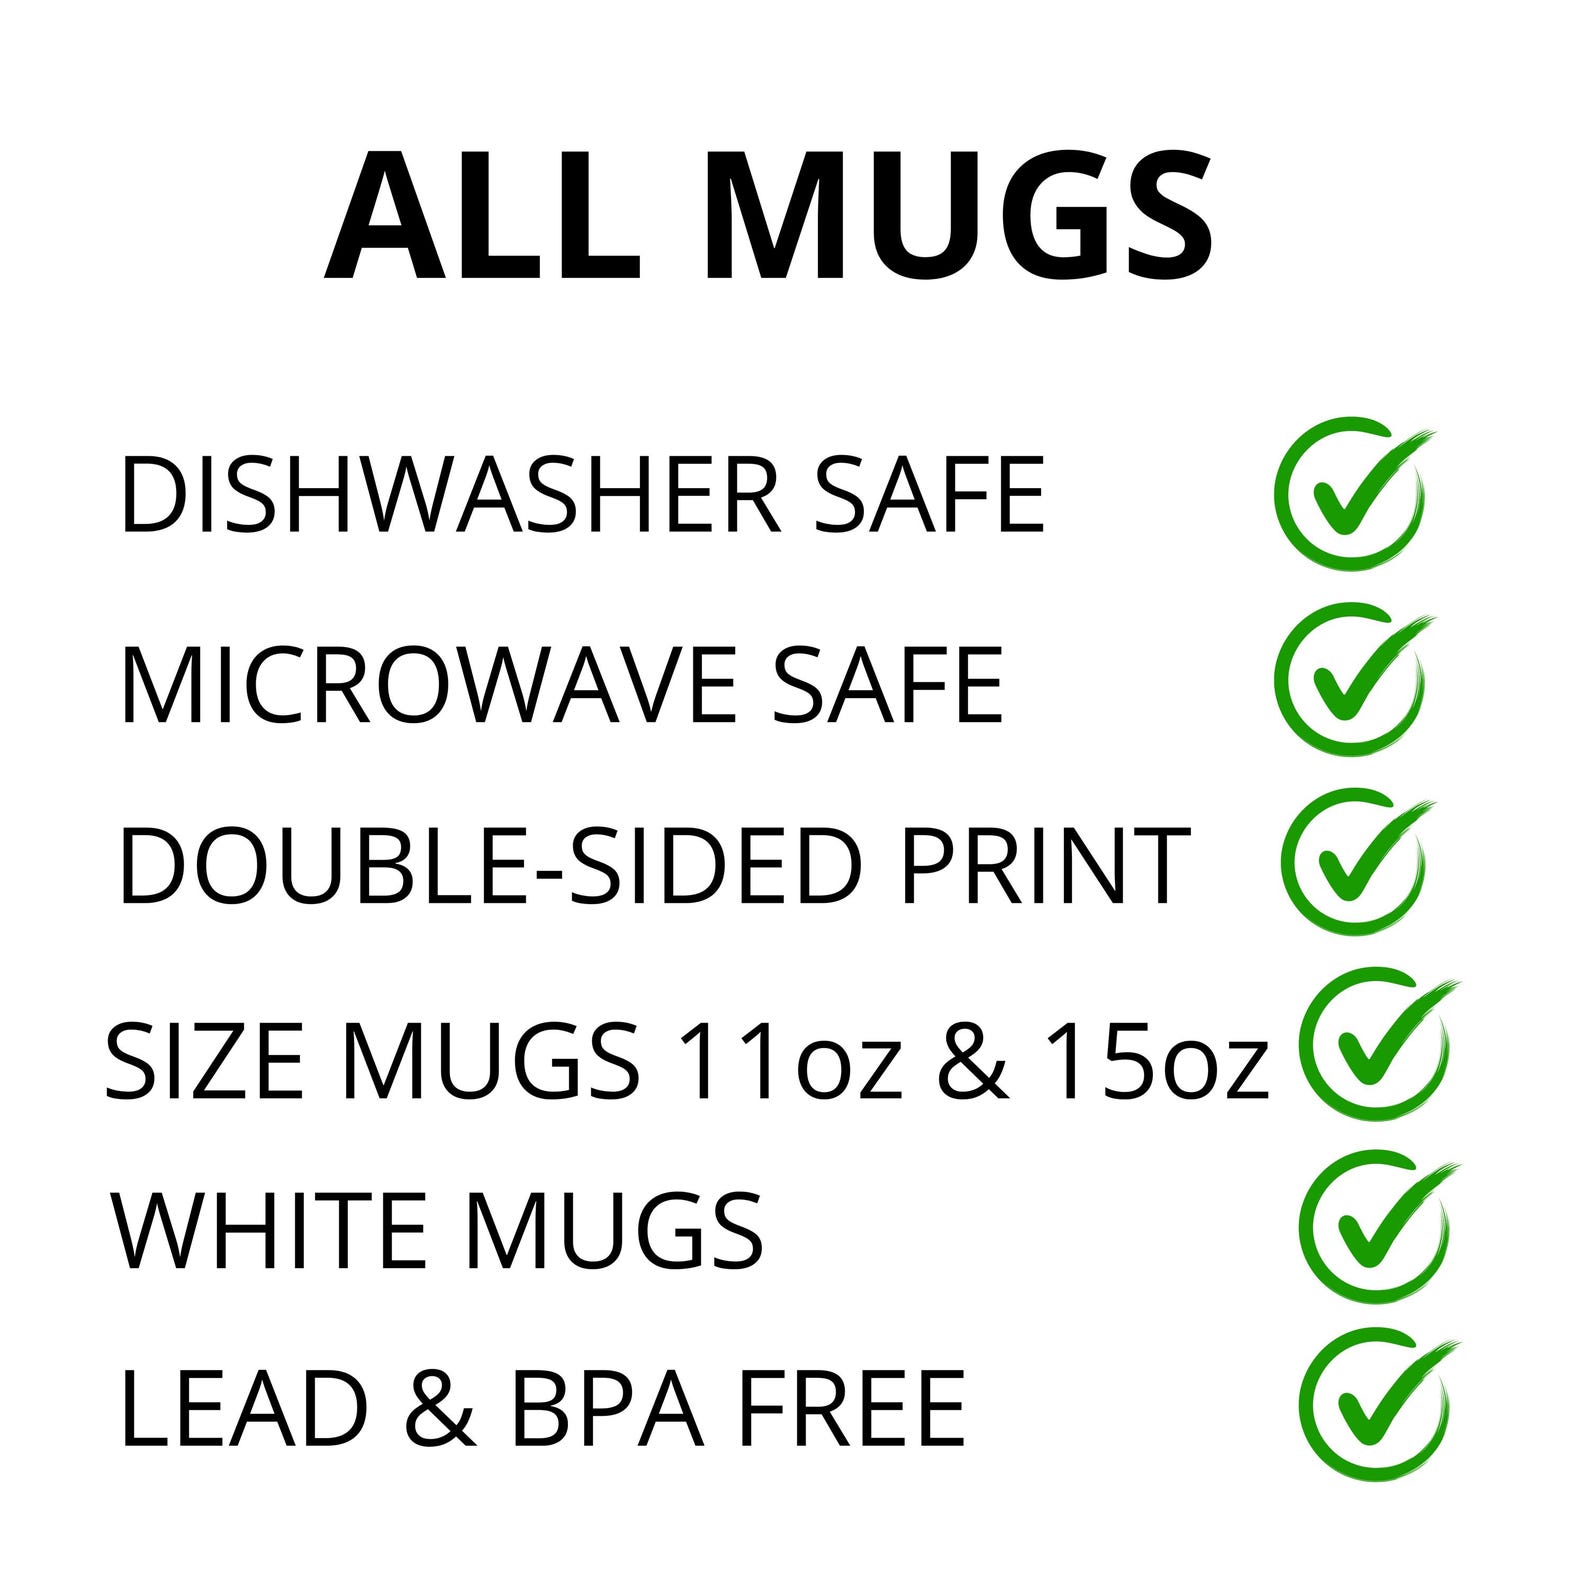 ALL MUGS
DISHWASHER SAFE
MICROWAVE SAFE
DOUBLE-SIDED PRINT
SIZE MUGS 11oz & 15oz
WHITE MUGS
LEAD & BPA FREE